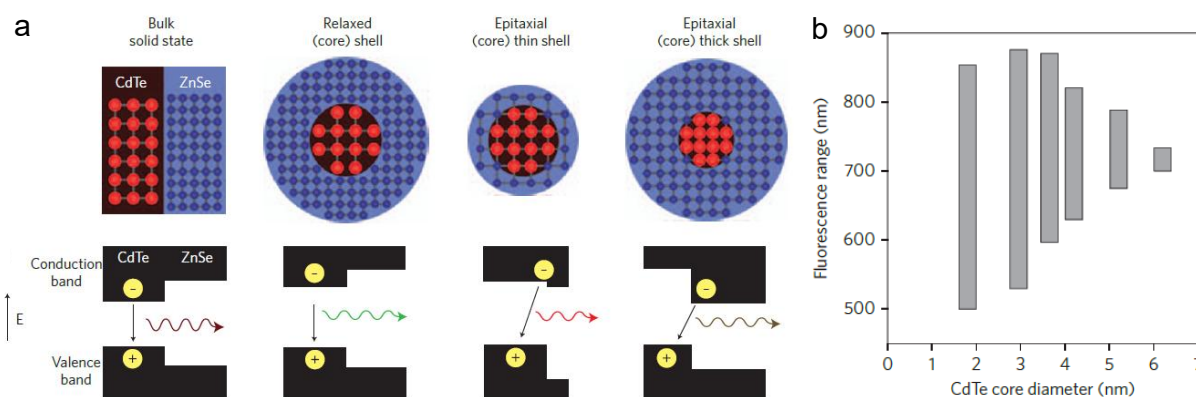 a
Bulk
solid state
Relaxed
(core) shell
Epitaxial
(core) thin shell
Epitaxial
(core) thick shell
CdTe
ZnSe
Conduction
band
CdTe
ZnSe
E
Valence
band
−
−
−
−
+
+
+
+
b
Fluorescence range (nm)
900
800
700
600
500
0
1
2
3
4
5
6
7
CdTe core diameter (nm)